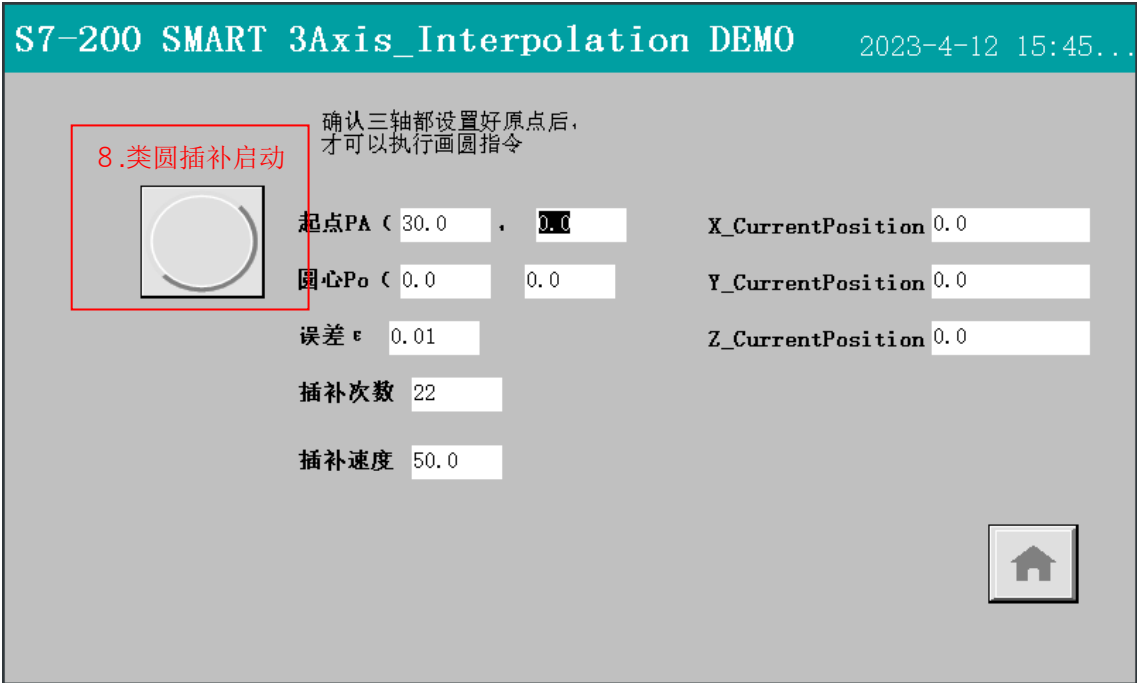 S7-200 SMART 3Axis_Interpolation DEMO 2023-4-12 15:45...
确认三轴都设置好原点后，
才可以执行画圆指令
8.类圆插补启动
起点PA ( 30.0 , 0.0
X_CurrentPosition 0.0
圆心Po ( 0.0 0.0
Y_CurrentPosition 0.0
误差 ε 0.01
Z_CurrentPosition 0.0
插补次数 22
插补速度 50.0